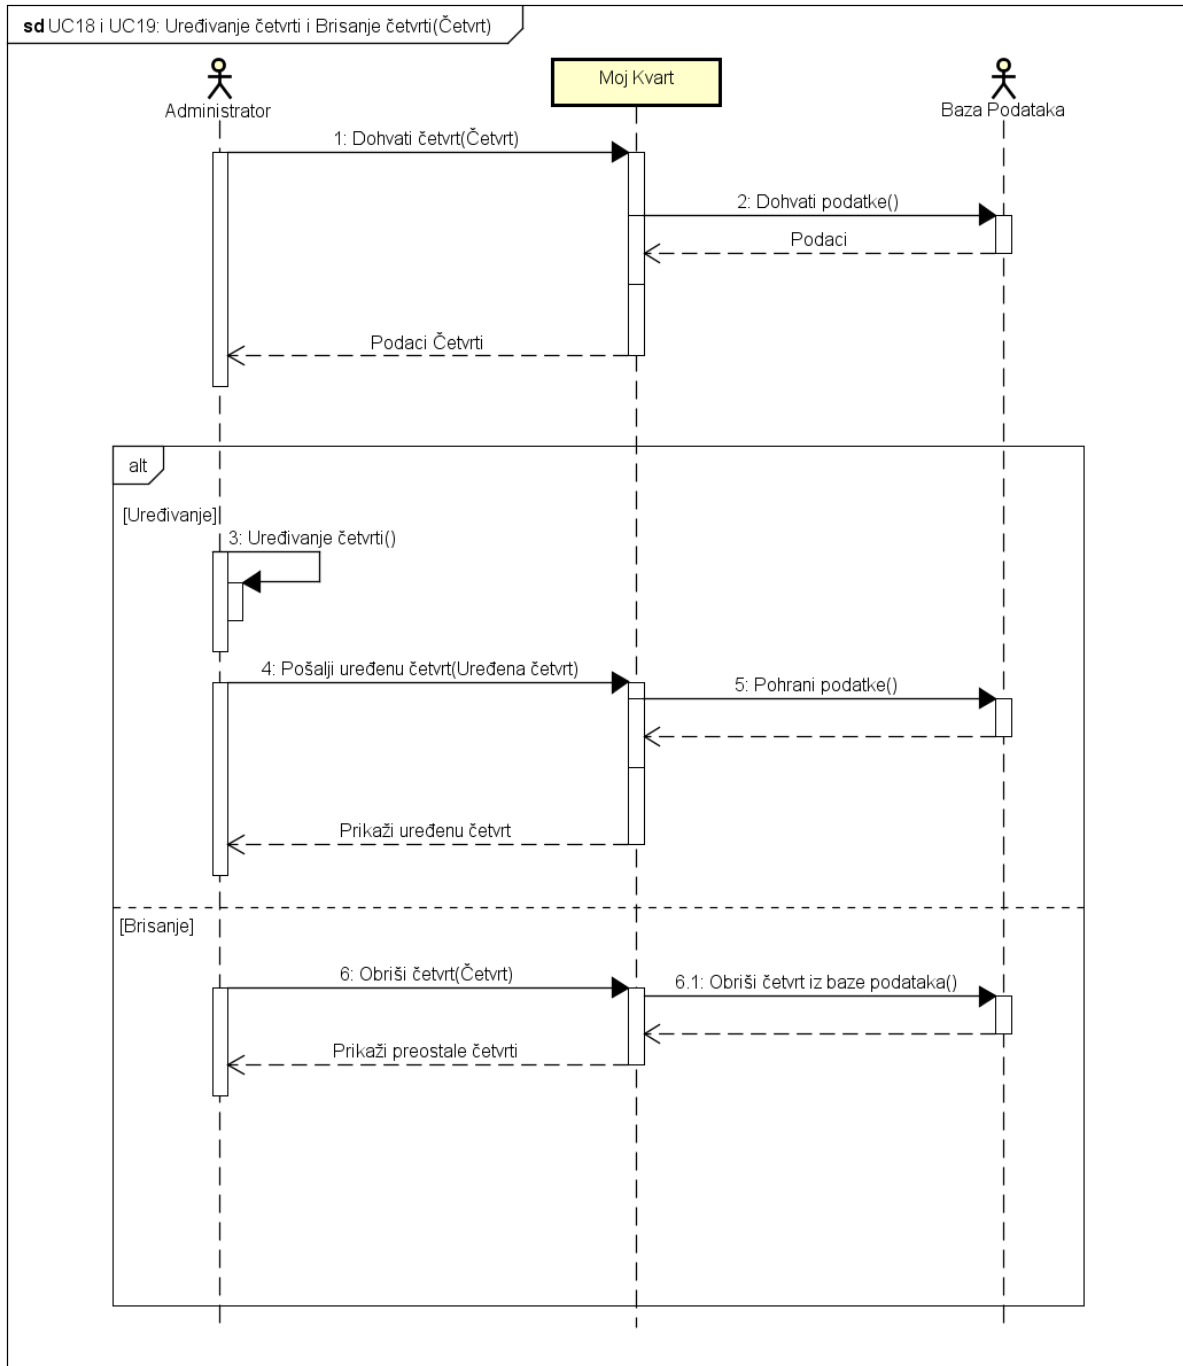 sd UC18 i UC19: Uređivanje četvrti i Brisanje četvrti(Četvrt)
Administrator
Moj Kvart
Baza Podataka
1: Dohvati četvrt(Četvrt)
2: Dohvati podatke()
Podaci
Podaci Četvrti
alt
[Uređivanje]
3: Uređivanje četvrti()
4: Pošalji uređenu četvrt(Uređena četvrt)
5: Pohrani podatke()
Prikaži uređenu četvrt
[Brisanje]
6: Obriši četvrt(Četvrt)
6.1: Obriši četvrt iz baze podataka()
Prikaži preostale četvrti